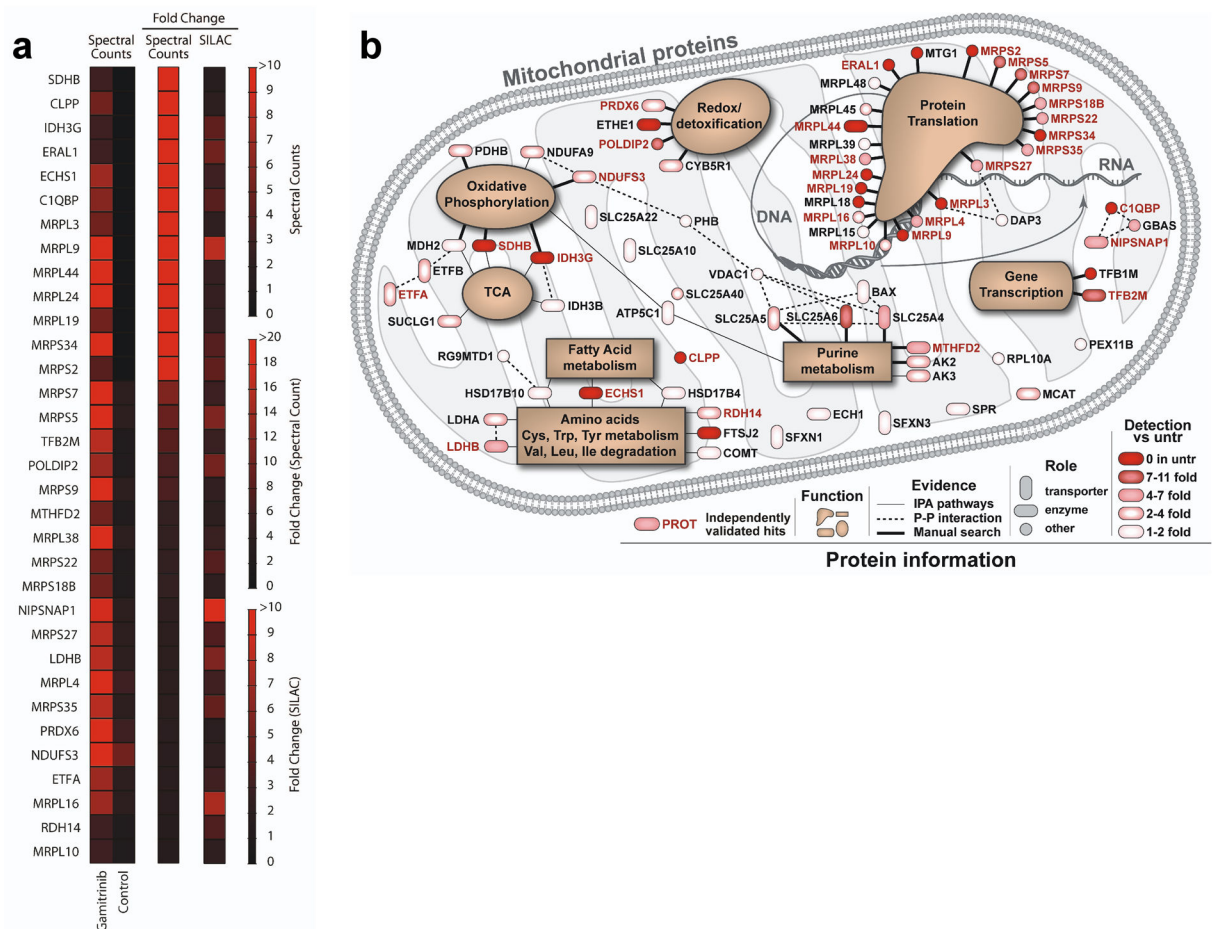 a
Fold Change
Spectral Counts
Spectral Counts
SILAC
SDHB
CLPP
IDH3G
ERAL1
ECHS1
C1QBP
MRPL3
MRPL9
MRPL44
MRPL24
MRPL19
MRPS34
MRPS2
MRPS7
MRPS5
TFB2M
POLDIP2
MRPS9
MTHFD2
MRPL38
MRPS22
MRPS18B
NIPSNAP1
MRPS27
LDHB
MRPL4
MRPS35
PRDX6
NDUFS3
ETFA
MRPL16
RDH14
MRPL10
Gamitrinib
Control
>10
9
8
7
6
5
4
3
2
1
0
Spectral Counts
>20
18
16
14
12
10
8
6
4
2
0
Fold Change (Spectral Count)
>10
9
8
7
6
5
4
3
2
1
0
Fold Change (SILAC)
b
Mitochondrial proteins
PRDX6
ETHE1
POLDIP2
CYB5R1
Redox/
detoxification
ERAL1
MTG1
MRPS2
MRPS5
MRPS7
MRPS9
MRPS18B
MRPS22
MRPS34
MRPS35
MRPS27
MRPL48
MRPL45
MRPL44
MRPL39
MRPL38
MRPL24
MRPL19
MRPL18
MRPL16
MRPL15
MRPL10
MRPL9
MRPL4
MRPL3
Protein
Translation
DNA
RNA
DAP3
C1QBP
GBAS
NIPSNAP1
Gene
Transcription
TFB1M
TFB2M
PDHB
NDUFA9
NDUFS3
Oxidative
Phosphorylation
MDH2
SDHB
IDH3G
ETFB
ETFA
TCA
SUCLG1
IDH3B
SLC25A22
SLC25A10
PHB
VDAC1
SLC25A40
ATP5C1
BAX
SLC25A5
SLC25A6
SLC25A4
Purine
metabolism
MTHFD2
AK2
AK3
RPL10A
PEX11B
MCAT
SPR
SFXN3
ECH1
SFXN1
RG9MTD1
Fatty Acid
metabolism
CLPP
HSD17B10
ECHS1
HSD17B4
LDHA
LDHB
Amino acids
Cys, Trp, Tyr metabolism
Val, Leu, Ile degradation
RDH14
FTSJ2
COMT
PROT
Independently
validated hits
Function
Evidence
IPA pathways
P-P interaction
Manual search
Role
transporter
enzyme
other
Detection
vs untr
0 in untr
7-11 fold
4-7 fold
2-4 fold
1-2 fold
Protein information